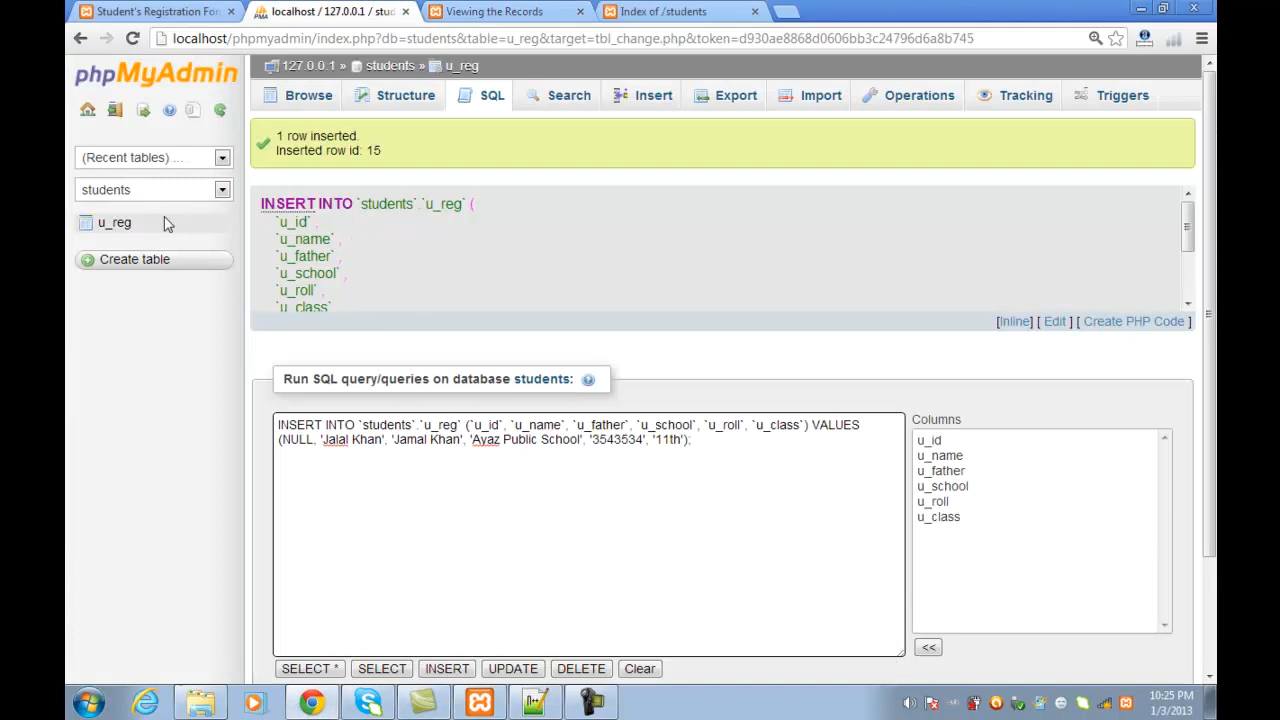 Student's Registration For
localhost / 127.0.0.1 / stud
Viewing the Records
Index of /students
localhost/phpmyadmin/index.php?db=students&table=u_reg&target=tbl_change.php&token=d930ae8868d0606bb3c24796d6a8b745
phpMyAdmin
127.0.0.1 » students » u_reg
Browse Structure SQL Search Insert Export Import Operations Tracking Triggers
1 row inserted.
Inserted row id: 15
(Recent tables) ...
students
u_reg
Create table
INSERT INTO `students`.`u_reg` (
`u_id` ,
`u_name` ,
`u_father` ,
`u_school` ,
`u_roll` ,
`u_class`
[Inline] [ Edit ] [ Create PHP Code ]
Run SQL query/queries on database students:
INSERT INTO `students`.`u_reg` (`u_id`, `u_name`, `u_father`, `u_school`, `u_roll`, `u_class`) VALUES
(NULL, 'Jalal Khan', 'Jamal Khan', 'Ayaz Public School', '3543534', '11th');
Columns
u_id
u_name
u_father
u_school
u_roll
u_class
<<
SELECT * SELECT INSERT UPDATE DELETE Clear
10:25 PM
1/3/2013